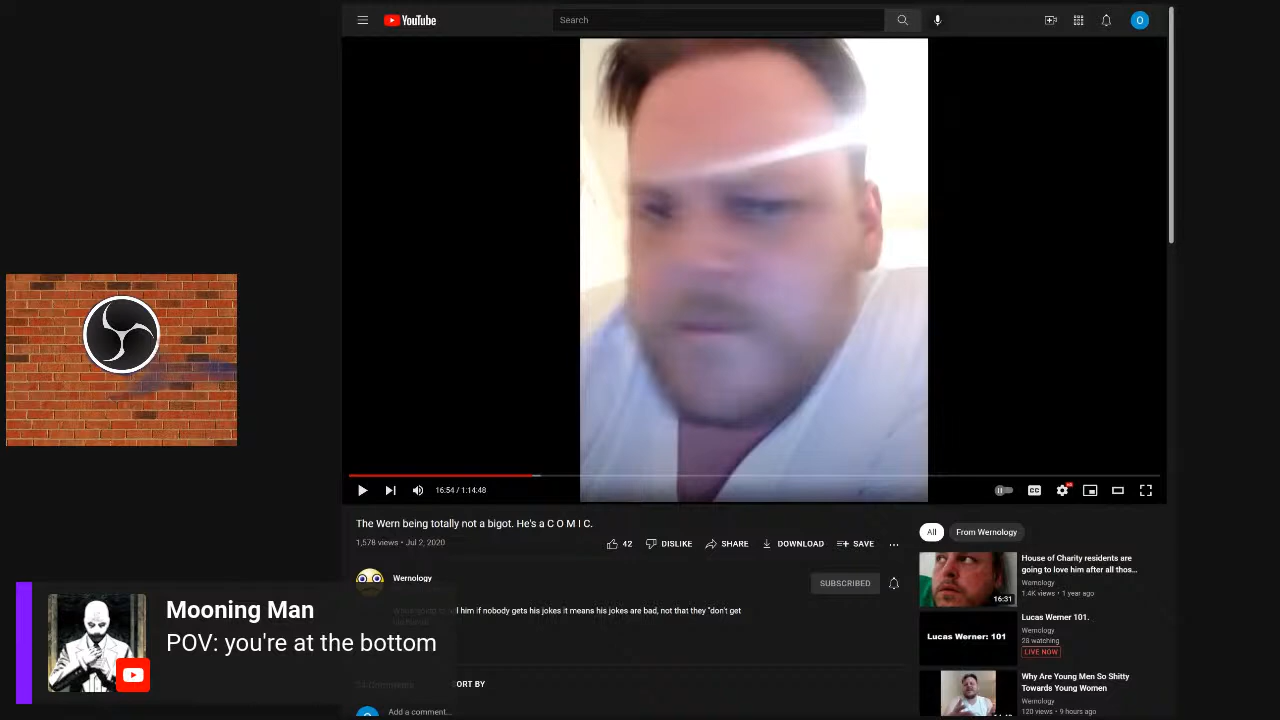 YouTube
Search
O
16:54 / 1:14:48
CC
The Wern being totally not a bigot. He's a C O M I C.
1,578 views • Jul 2, 2020
42
DISLIKE
SHARE
DOWNLOAD
SAVE
Wernology
SUBSCRIBED
him if nobody gets his jokes it means his jokes are bad, not that they "don't get
Mooning Man
POV: you're at the bottom
ORT BY
Add a comment...
All
From Wernology
House of Charity residents are
going to love him after all thos...
Wernology
1.4K views • 1 year ago
16:31
Lucas Werner: 101
Lucas Werner 101.
Wernology
28 watching
LIVE NOW
Why Are Young Men So Shitty
Towards Young Women
Wernology
120 views • 9 hours ago